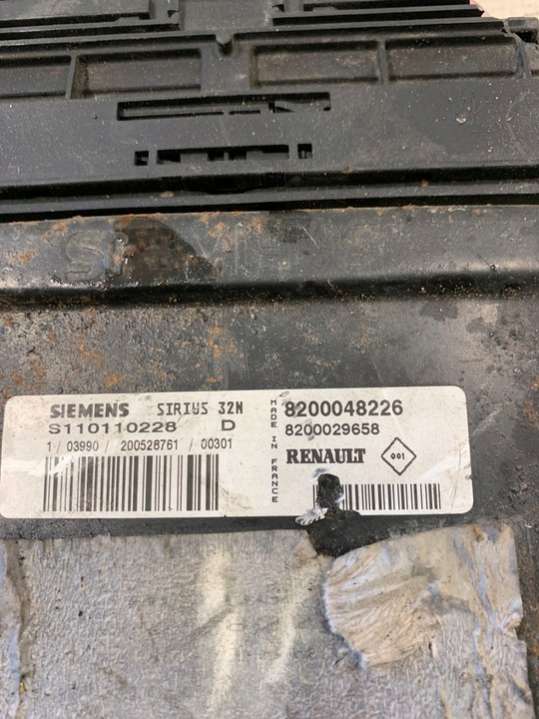 SIEMENS SIRIUS 32N
S110110228 D
1 / 03990 / 200528761 / 00301
MADE IN FRANCE
8200048226
8200029658
RENAULT
001